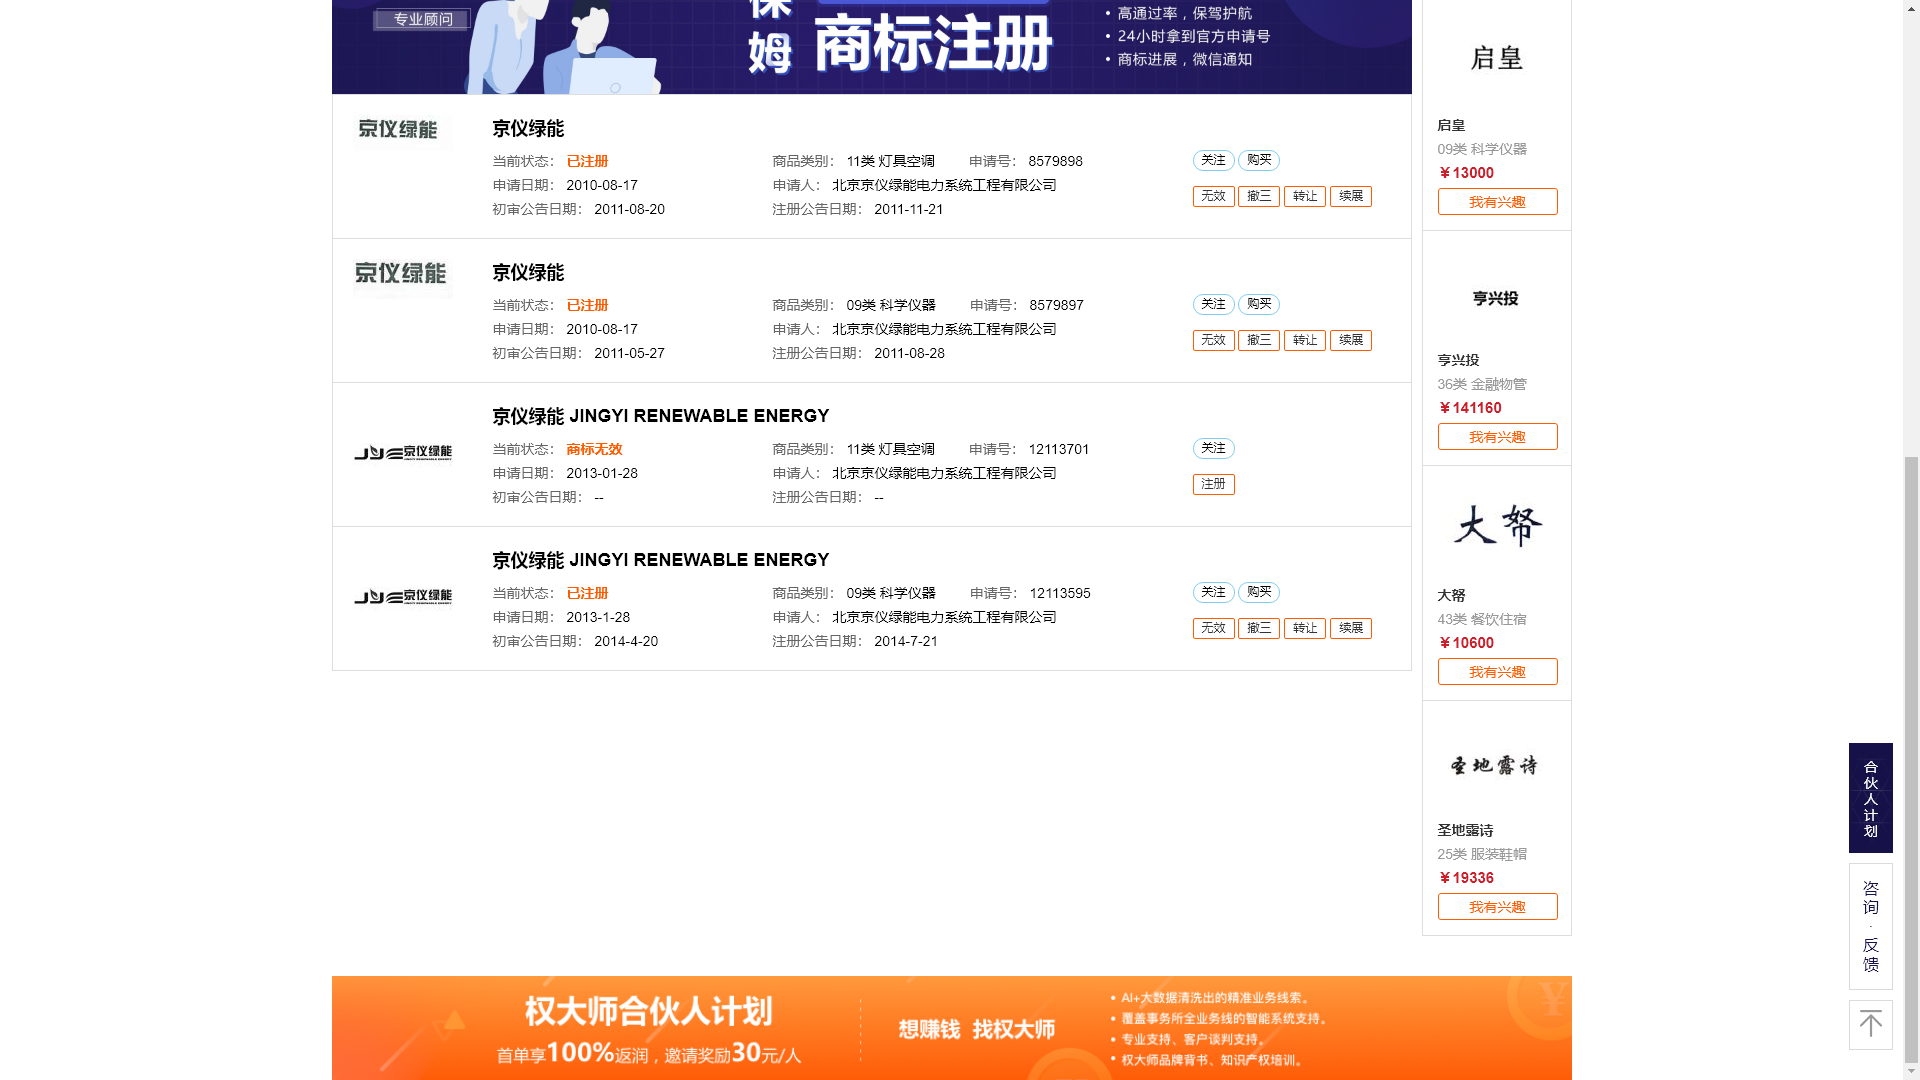 专业顾问
保姆
商标注册
• 高通过率，保驾护航
• 24小时拿到官方申请号
• 商标进展，微信通知
京仪绿能
京仪绿能
当前状态： 已注册
商品类别： 11类 灯具空调
申请号： 8579898
申请日期： 2010-08-17
申请人： 北京京仪绿能电力系统工程有限公司
初审公告日期： 2011-08-20
注册公告日期： 2011-11-21
关注 购买
无效 撤三 转让 续展
京仪绿能
京仪绿能
当前状态： 已注册
商品类别： 09类 科学仪器
申请号： 8579897
申请日期： 2010-08-17
申请人： 北京京仪绿能电力系统工程有限公司
初审公告日期： 2011-05-27
注册公告日期： 2011-08-28
关注 购买
无效 撤三 转让 续展
京仪绿能
京仪绿能 JINGYI RENEWABLE ENERGY
当前状态： 商标无效
商品类别： 11类 灯具空调
申请号： 12113701
申请日期： 2013-01-28
申请人： 北京京仪绿能电力系统工程有限公司
初审公告日期： --
注册公告日期： --
关注
注册
京仪绿能
京仪绿能 JINGYI RENEWABLE ENERGY
当前状态： 已注册
商品类别： 09类 科学仪器
申请号： 12113595
申请日期： 2013-1-28
申请人： 北京京仪绿能电力系统工程有限公司
初审公告日期： 2014-4-20
注册公告日期： 2014-7-21
关注 购买
无效 撤三 转让 续展
启皇
启皇
09类 科学仪器
￥13000
我有兴趣
亨兴投
亨兴投
36类 金融物管
￥141160
我有兴趣
大帑
大帑
43类 餐饮住宿
￥10600
我有兴趣
圣地露诗
圣地露诗
25类 服装鞋帽
￥19336
我有兴趣
合伙人计划
咨询·反馈
权大师合伙人计划
首单享100%返润，邀请奖励30元/人
想赚钱 找权大师
• AI+大数据清洗出的精准业务线索。
• 覆盖事务所全业务线的智能系统支持。
• 专业支持、客户谈判支持。
• 权大师品牌背书、知识产权培训。